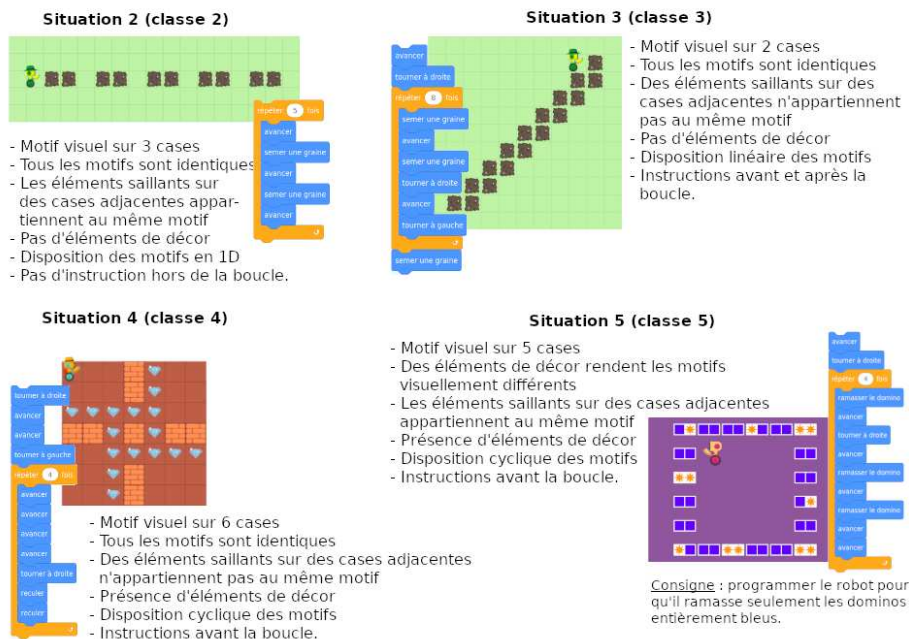 Situation 2 (classe 2)
répéter 5 fois
avancer
semer une graine
avancer
semer une graine
avancer
- Motif visuel sur 3 cases
- Tous les motifs sont identiques
- Les éléments saillants sur
des cases adjacentes appar-
tiennent au même motif
- Pas d'éléments de décor
- Disposition des motifs en 1D
- Pas d'instruction hors de la boucle.
Situation 3 (classe 3)
avancer
tourner à droite
répéter 8 fois
semer une graine
avancer
semer une graine
tourner à droite
avancer
tourner à gauche
semer une graine
- Motif visuel sur 2 cases
- Tous les motifs sont identiques
- Des éléments saillants sur des
cases adjacentes n'appartiennent
pas au même motif
- Pas d'éléments de décor
- Disposition linéaire des motifs
- Instructions avant et après la
boucle.
Situation 4 (classe 4)
tourner à droite
avancer
avancer
tourner à gauche
répéter 4 fois
avancer
avancer
avancer
avancer
tourner à droite
reculer
reculer
- Motif visuel sur 6 cases
- Tous les motifs sont identiques
- Des éléments saillants sur des cases adjacentes
n'appartiennent pas au même motif
- Présence d'éléments de décor
- Disposition cyclique des motifs
- Instructions avant la boucle.
Situation 5 (classe 5)
- Motif visuel sur 5 cases
- Des éléments de décor rendent les motifs
visuellement différents
- Les éléments saillants sur des cases adjacentes
appartiennent au même motif
- Présence d'éléments de décor
- Disposition cyclique des motifs
- Instructions avant la boucle.
avancer
tourner à droite
répéter 4 fois
ramasser le domino
avancer
tourner à droite
avancer
ramasser le domino
avancer
ramasser le domino
avancer
avancer
Consigne : programmer le robot pour
qu'il ramasse seulement les dominos
entièrement bleus.